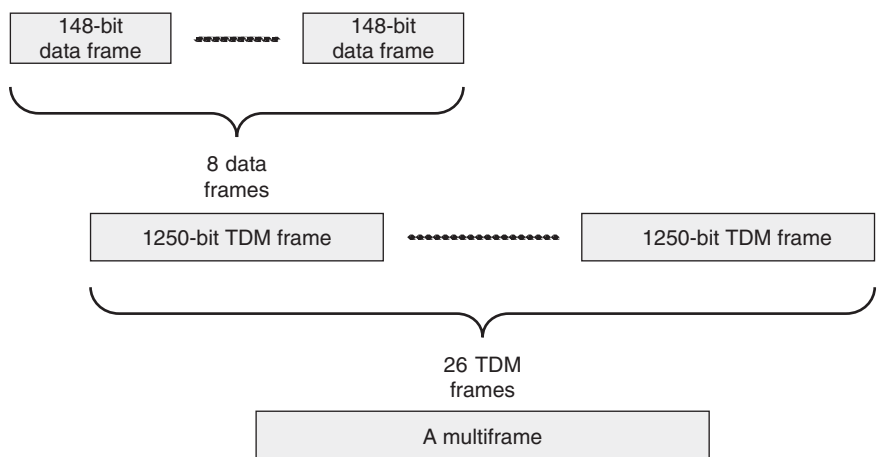 148-bit
data frame
148-bit
data frame
8 data
frames
1250-bit TDM frame
1250-bit TDM frame
26 TDM
frames
A multiframe